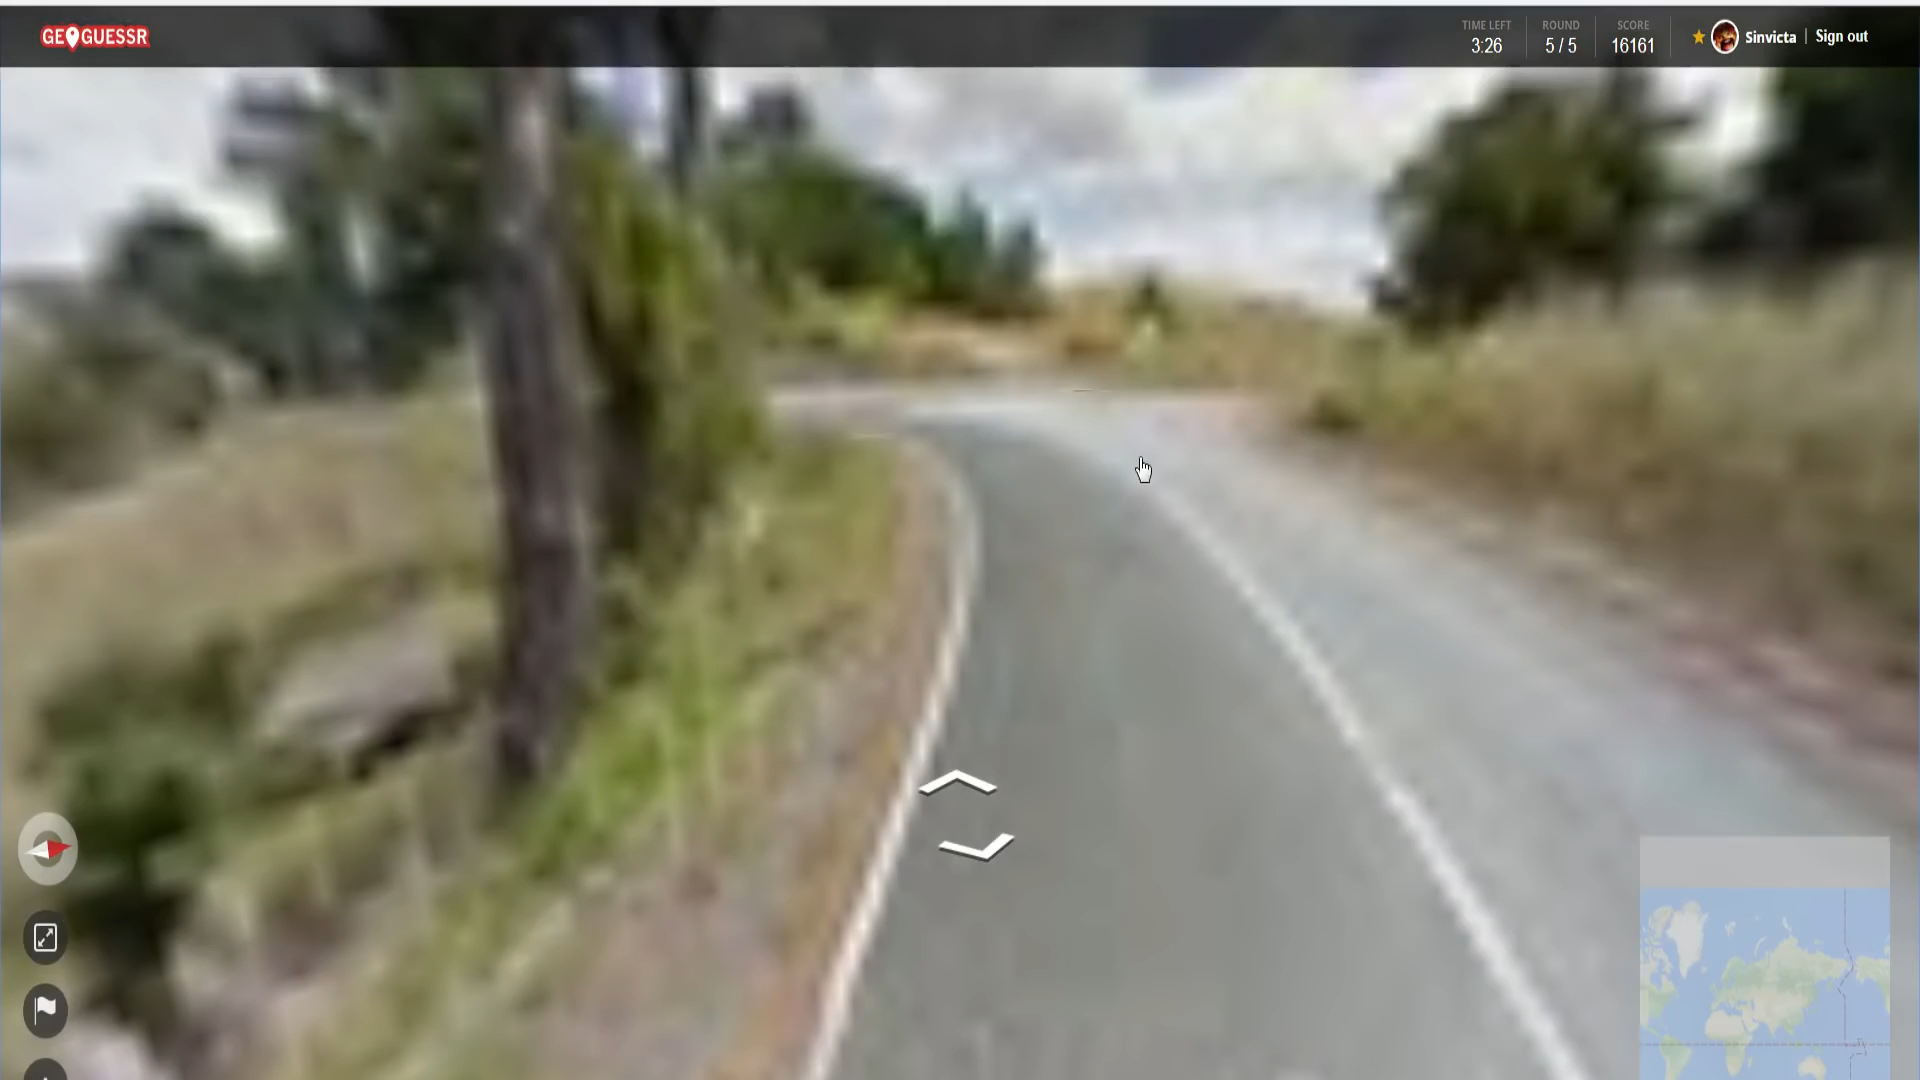 GEOGUESSR
TIME LEFT
3:26
ROUND
5 / 5
SCORE
16161
Sinvicta | Sign out